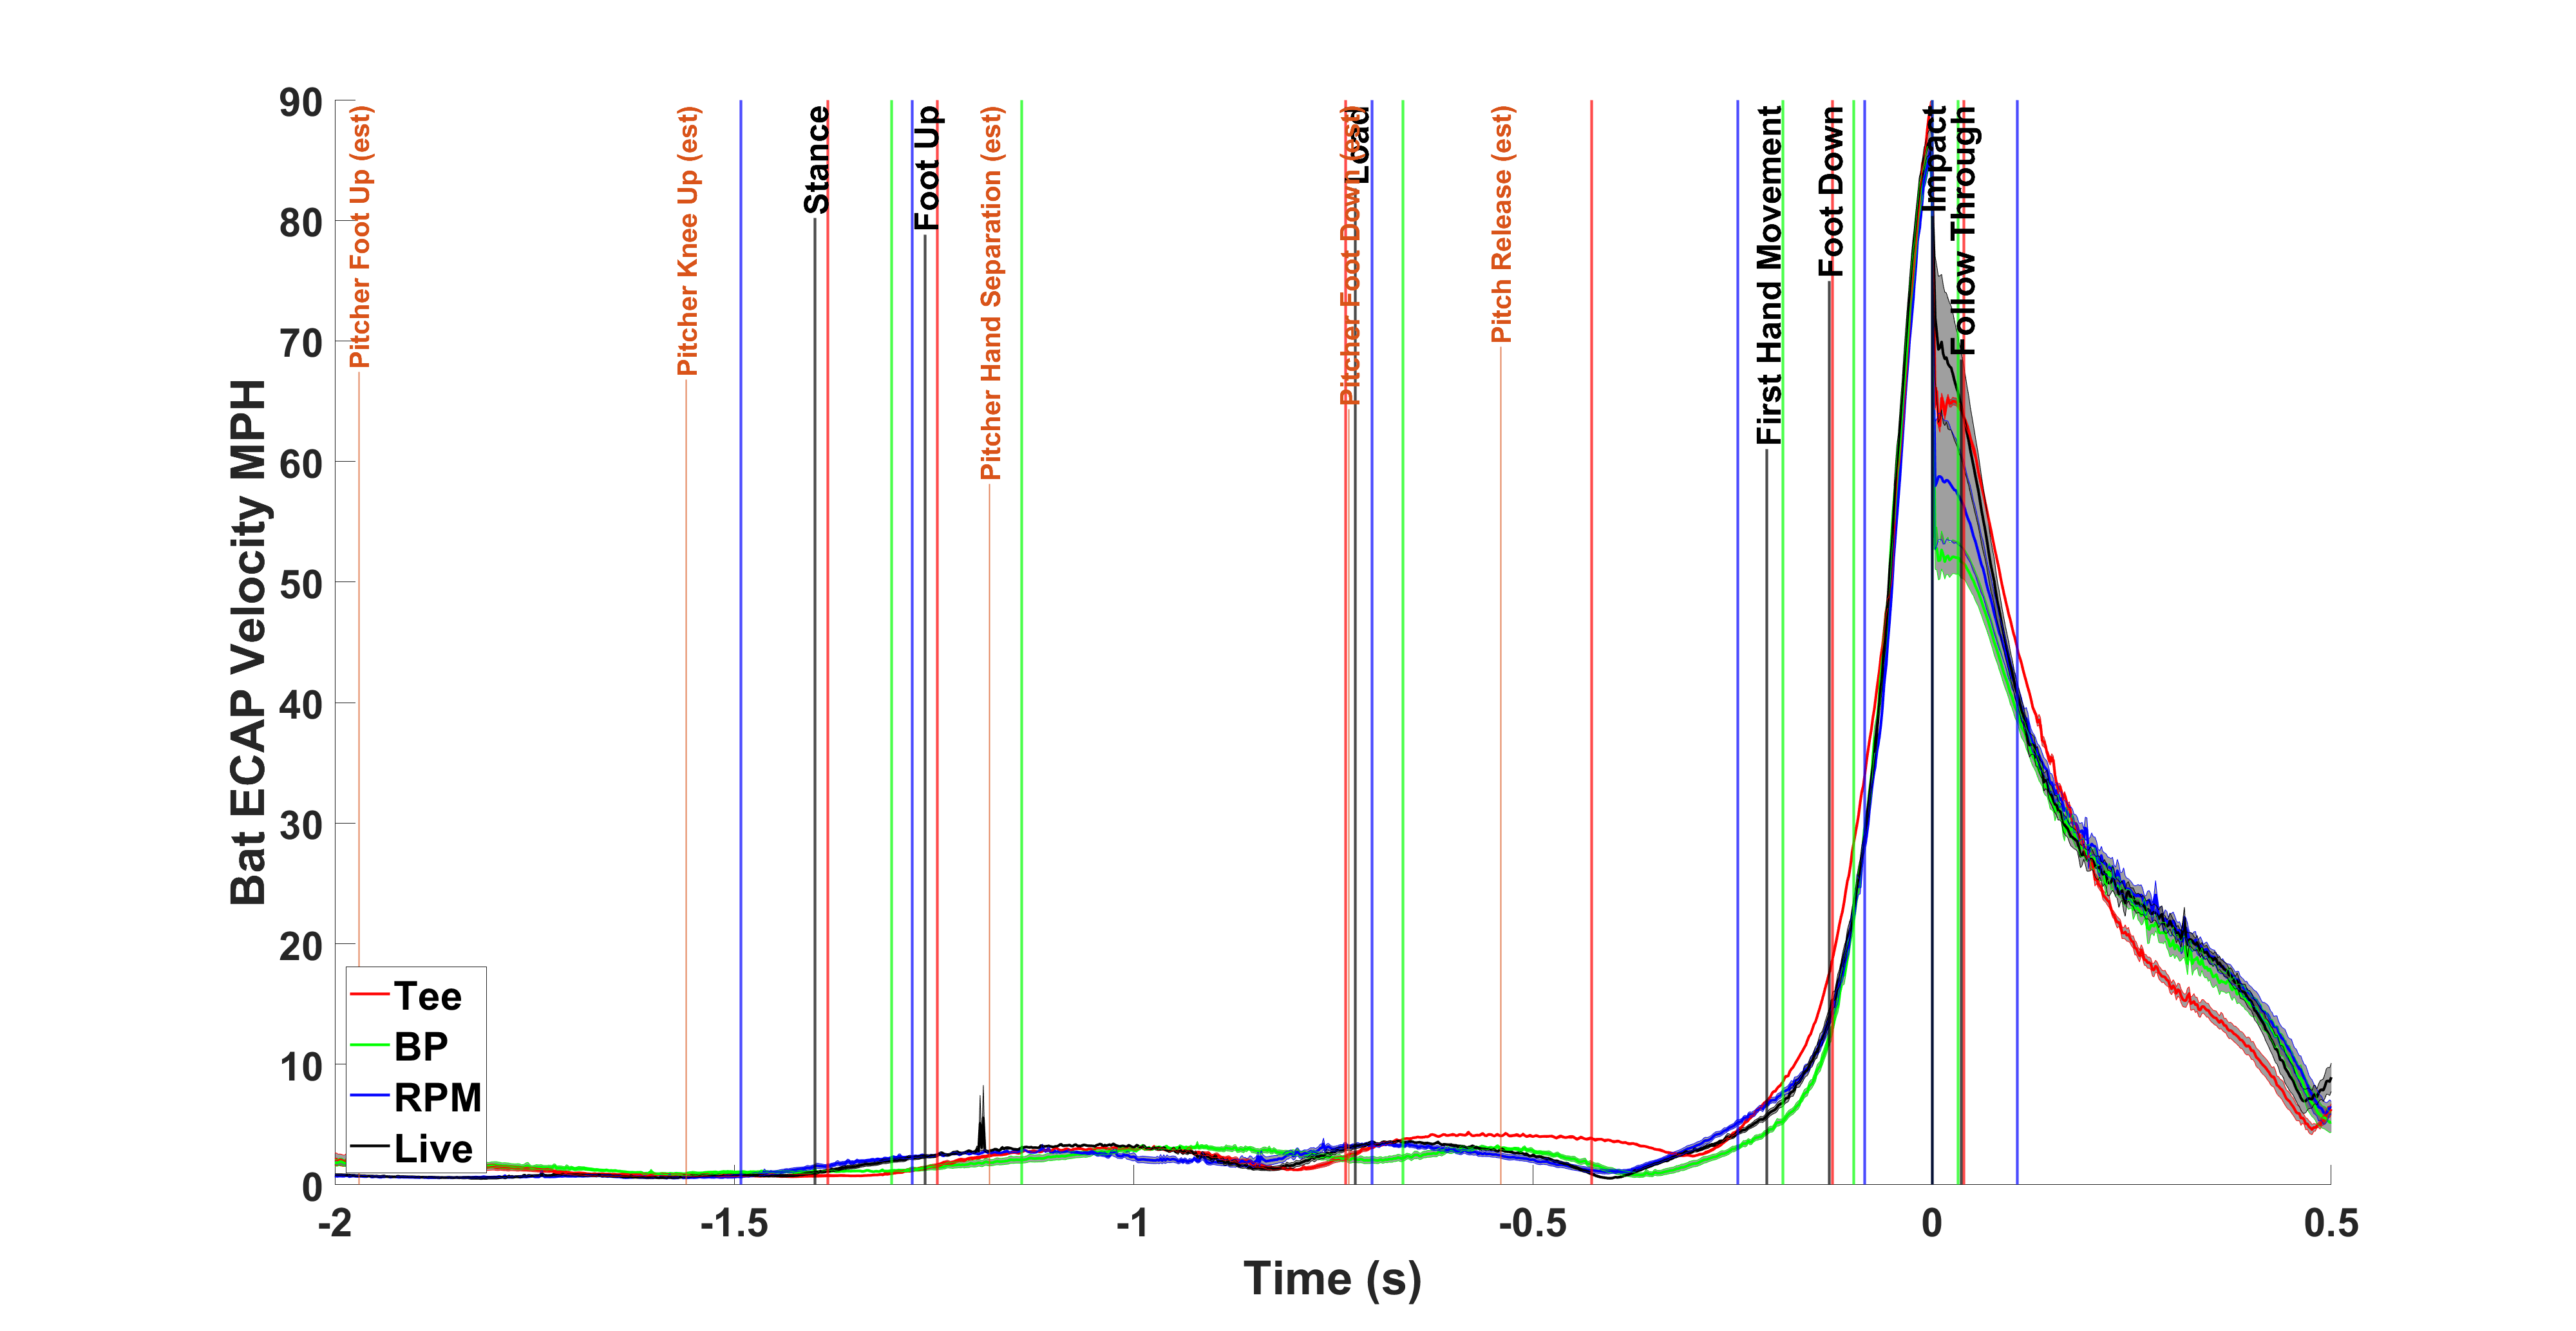 Bat ECAP Velocity MPH
90
80
70
60
50
40
30
20
10
0
Pitcher Foot Up (est)
Pitcher Knee Up (est)
Stance
Foot Up
Pitcher Hand Separation (est)
Pitcher Foot Down (est)
Load
Pitch Release (est)
First Hand Movement
Foot Down
Impact
Follow Through
Tee
BP
RPM
Live
-2
-1.5
-1
-0.5
0
0.5
Time (s)